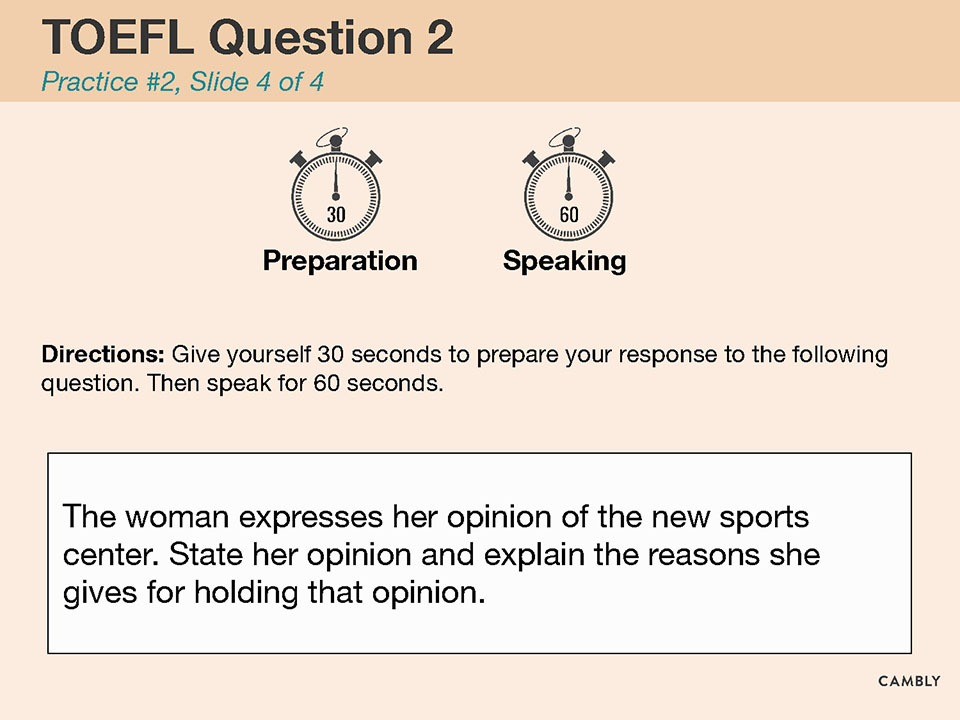 TOEFL Question 2
Practice #2, Slide 4 of 4
30
60
Preparation
Speaking
Directions: Give yourself 30 seconds to prepare your response to the following
question. Then speak for 60 seconds.
The woman expresses her opinion of the new sports
center. State her opinion and explain the reasons she
gives for holding that opinion.
CAMBLY